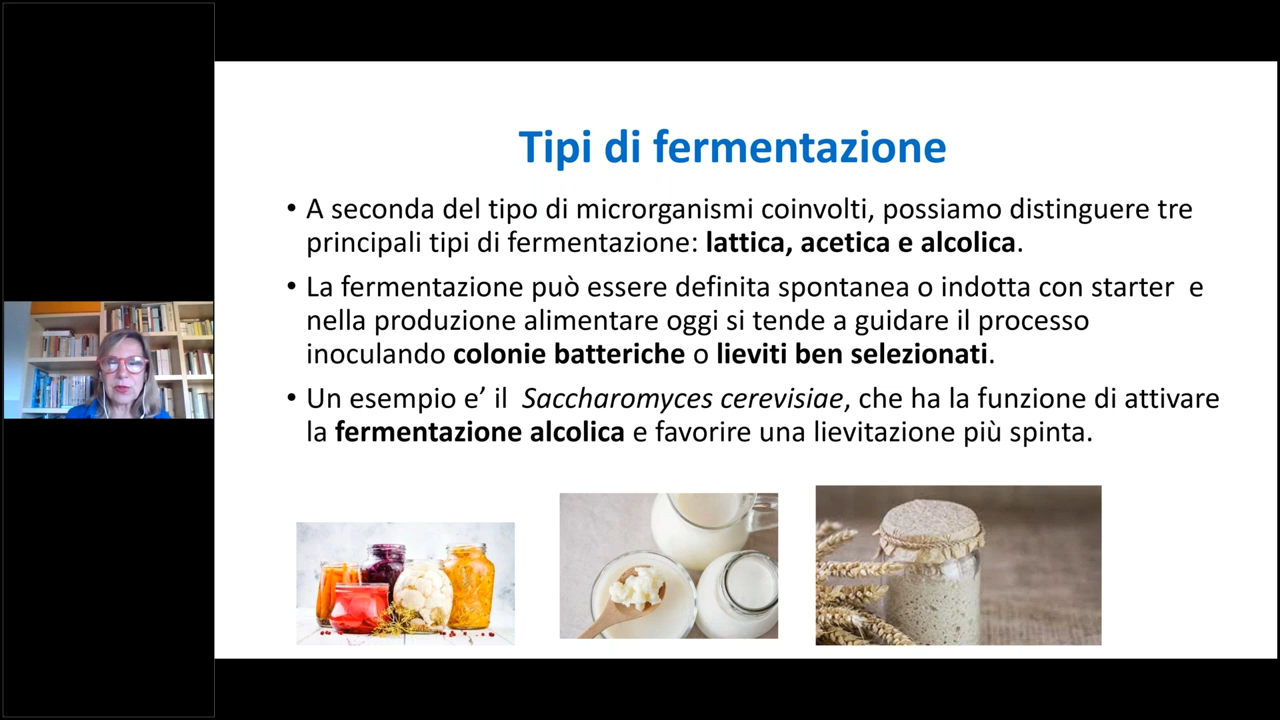 Tipi di fermentazione
• A seconda del tipo di microrganismi coinvolti, possiamo distinguere tre
principali tipi di fermentazione: lattica, acetica e alcolica.
• La fermentazione può essere definita spontanea o indotta con starter e
nella produzione alimentare oggi si tende a guidare il processo
inoculando colonie batteriche o lieviti ben selezionati.
• Un esempio e’ il Saccharomyces cerevisiae, che ha la funzione di attivare
la fermentazione alcolica e favorire una lievitazione più spinta.